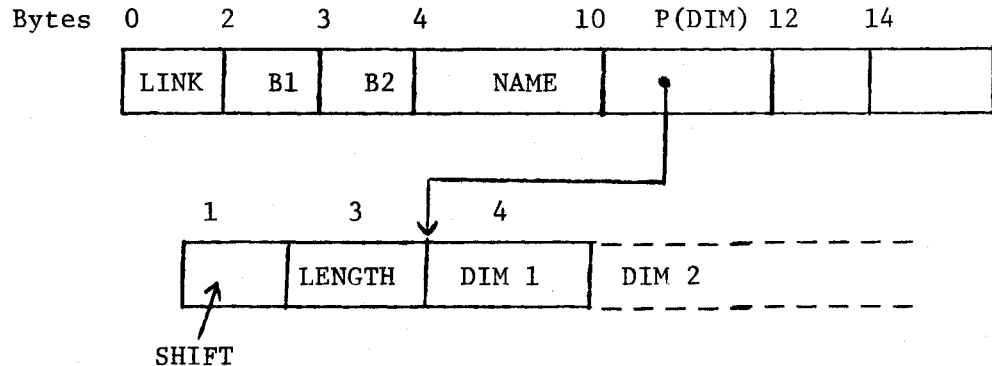 Bytes 0 2 3 4 10 P(DIM) 12 14
LINK B1 B2 NAME
1 3 4
LENGTH DIM 1 DIM 2
SHIFT